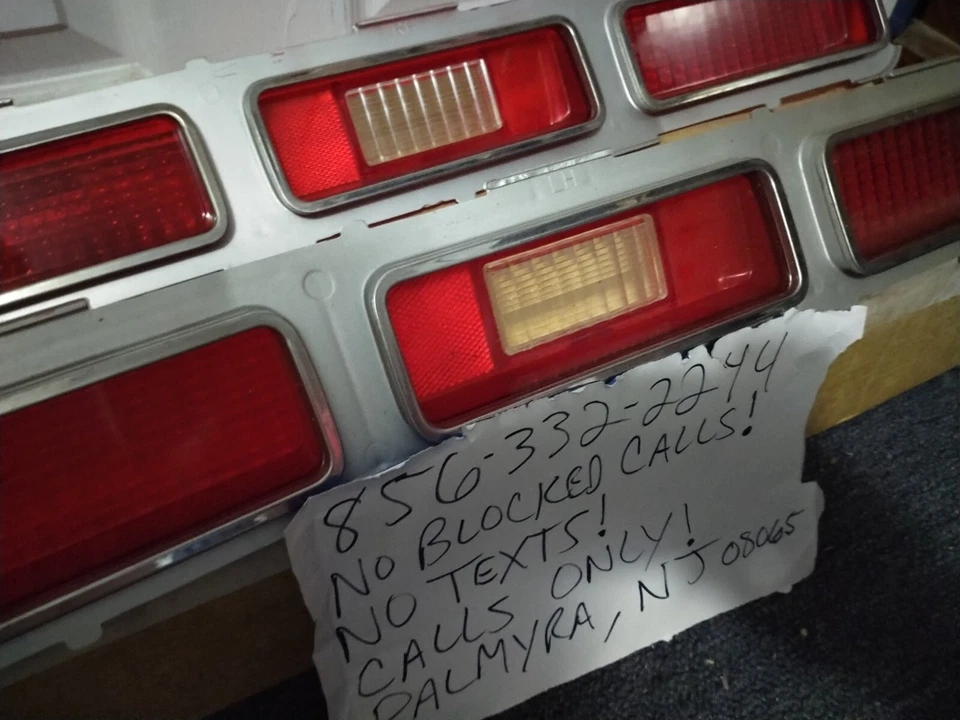 856-332-2244
NO BLOCKED CALLS!
NO TEXTS!
CALLS ONLY!
PALMYRA, NJ 08065